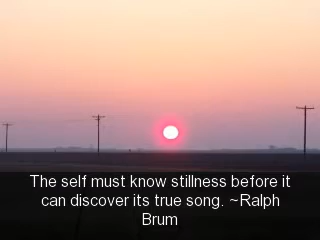 The self must know stillness before it
can discover its true song. ~Ralph
Brum